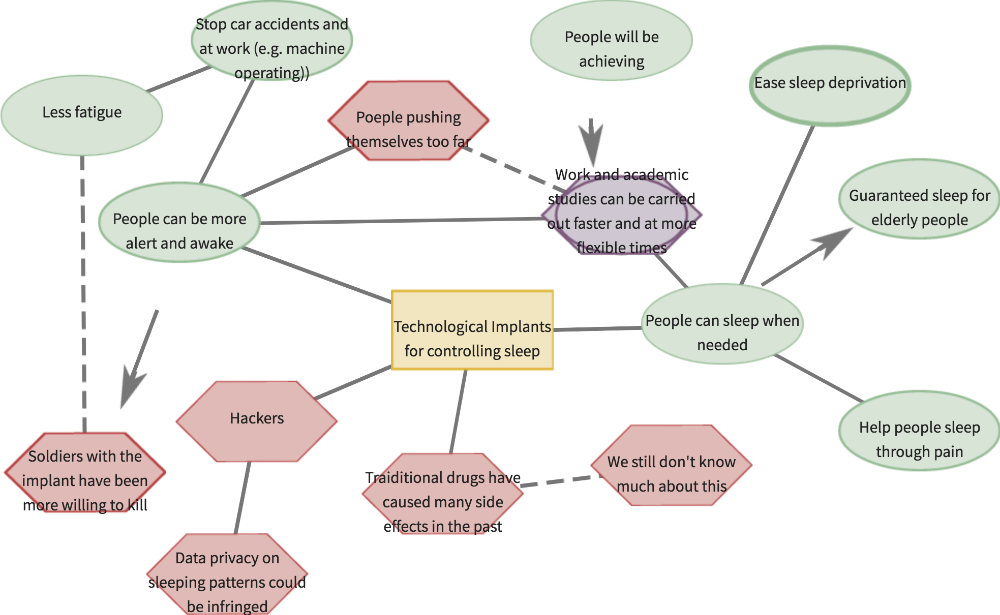 Stop car accidents and
at work (e.g. machine
operating))
People will be
achieving
Ease sleep deprivation
Less fatigue
Poeple pushing
themselves too far
Work and academic
studies can be carried
out faster and at more
flexible times
Guaranteed sleep for
elderly people
People can be more
alert and awake
Technological Implants
for controlling sleep
People can sleep when
needed
Hackers
Help people sleep
through pain
Soldiers with the
implant have been
more willing to kill
Traiditional drugs have
caused many side
effects in the past
We still don't know
much about this
Data privacy on
sleeping patterns could
be infringed